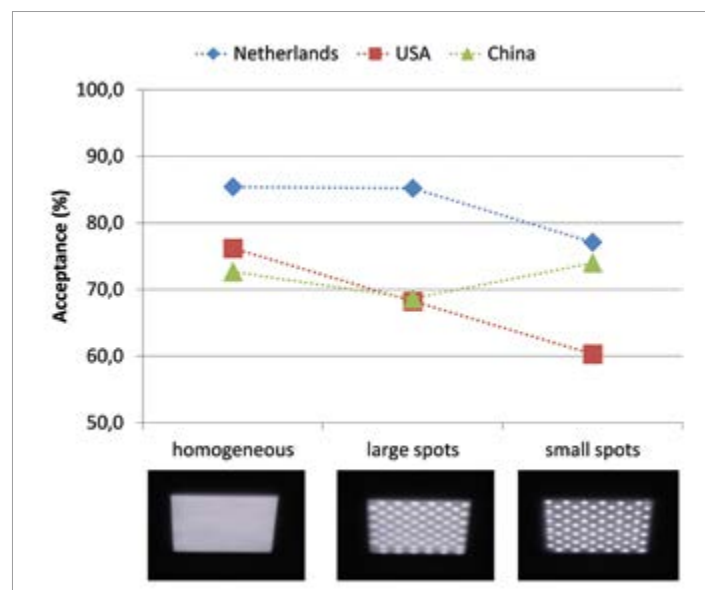 Netherlands USA China
100,0
90,0
80,0
70,0
60,0
50,0
Acceptance (%)
homogeneous large spots small spots